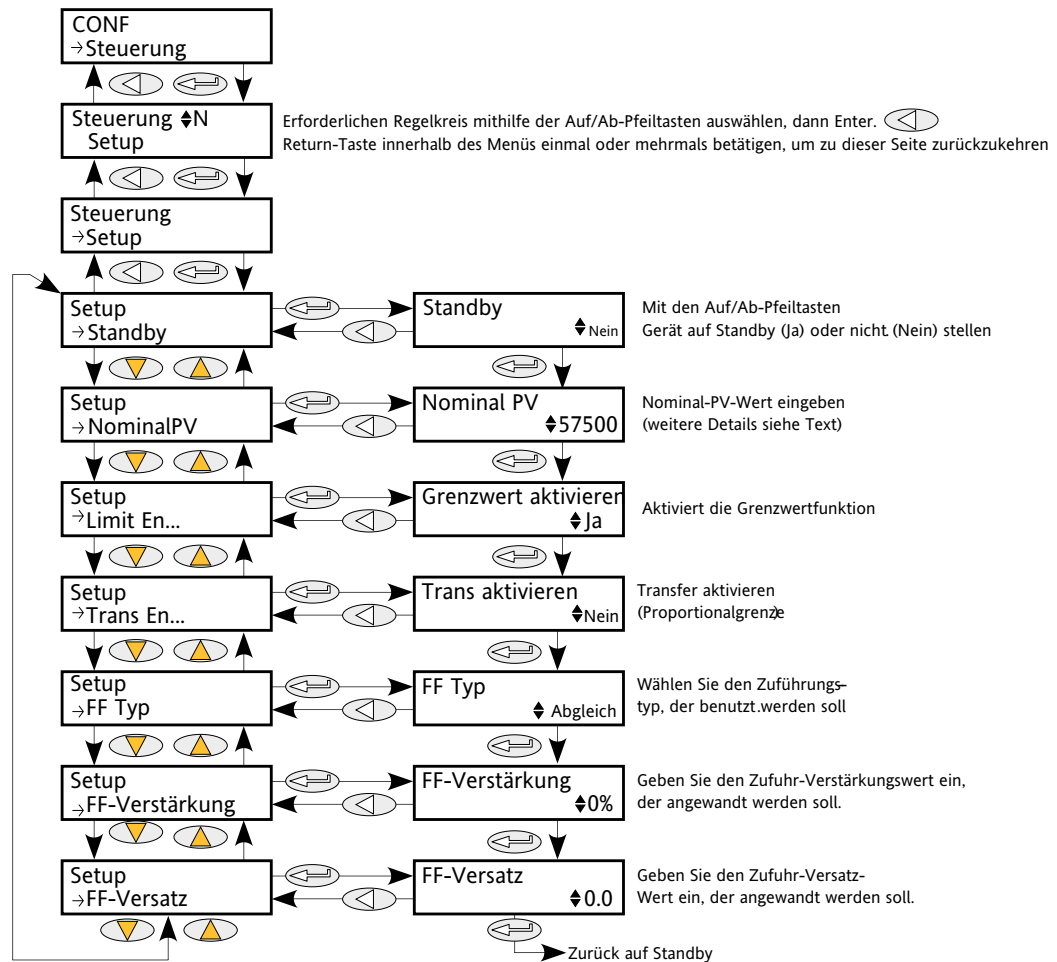 CONF
→Steuerung
Steuerung ♦N
Setup
Erforderlichen Regelkreis mithilfe der Auf/Ab-Pfeiltasten auswählen, dann Enter.
Return-Taste innerhalb des Menüs einmal oder mehrmals betätigen, um zu dieser Seite zurückzukehren
Steuerung
→Setup
Setup
→Standby
Standby
♦Nein
Mit den Auf/Ab-Pfeiltasten
Gerät auf Standby (Ja) oder nicht (Nein) stellen
Setup
→NominalPV
Nominal PV
♦57500
Nominal-PV-Wert eingeben
(weitere Details siehe Text)
Setup
→Limit En...
Grenzwert aktivieren
♦Ja
Aktiviert die Grenzwertfunktion
Setup
→Trans En...
Trans aktivieren
♦Nein
Transfer aktivieren
(Proportionalgrenze)
Setup
→FF Typ
FF Typ
♦ Abgleich
Wählen Sie den Zuführungs-
typ, der benutzt.werden soll
Setup
→FF-Verstärkung
FF-Verstärkung
♦0%
Geben Sie den Zufuhr-Verstärkungswert ein,
der angewandt werden soll.
Setup
→FF-Versatz
FF-Versatz
♦0.0
Geben Sie den Zufuhr-Versatz-
Wert ein, der angewandt werden soll.
Zurück auf Standby